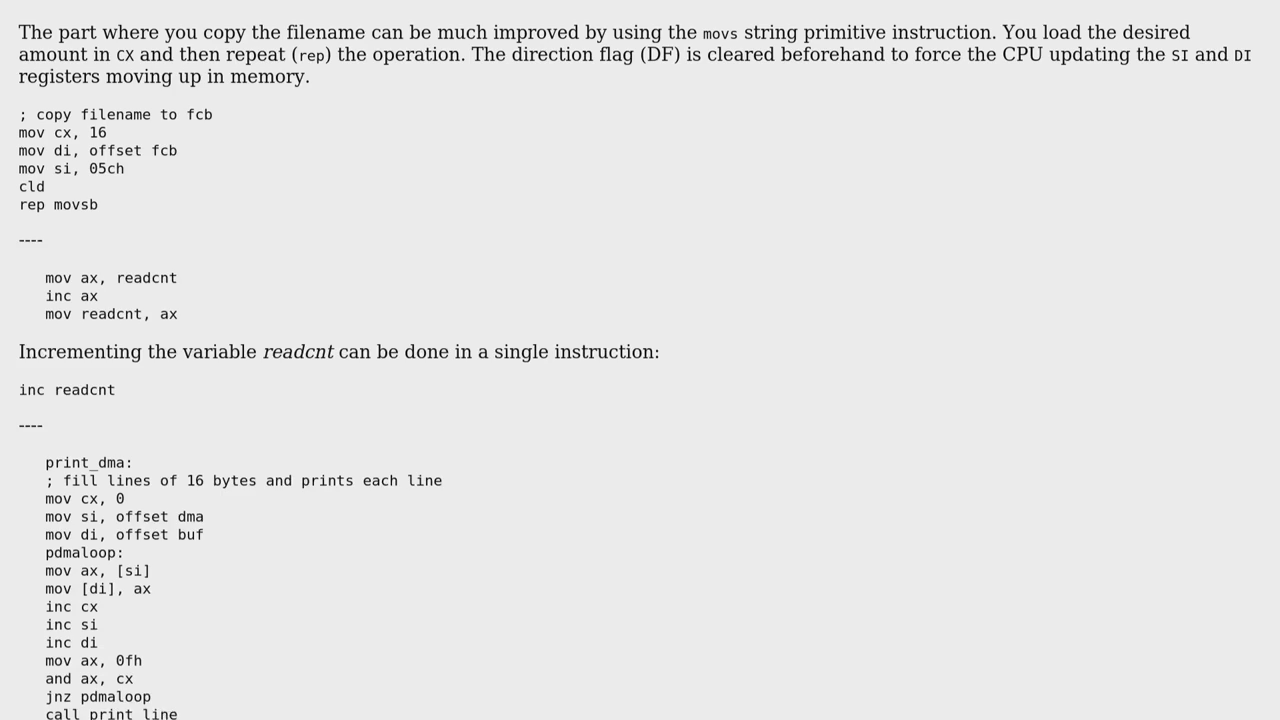 The part where you copy the filename can be much improved by using the movs string primitive instruction. You load the desired
amount in CX and then repeat (rep) the operation. The direction flag (DF) is cleared beforehand to force the CPU updating the SI and DI
registers moving up in memory.
; copy filename to fcb
mov cx, 16
mov di, offset fcb
mov si, 05ch
cld
rep movsb
----
mov ax, readcnt
inc ax
mov readcnt, ax
Incrementing the variable readcnt can be done in a single instruction:
inc readcnt
----
print_dma:
; fill lines of 16 bytes and prints each line
mov cx, 0
mov si, offset dma
mov di, offset buf
pdmaloop:
mov ax, [si]
mov [di], ax
inc cx
inc si
inc di
mov ax, 0fh
and ax, cx
jnz pdmaloop
call print_line